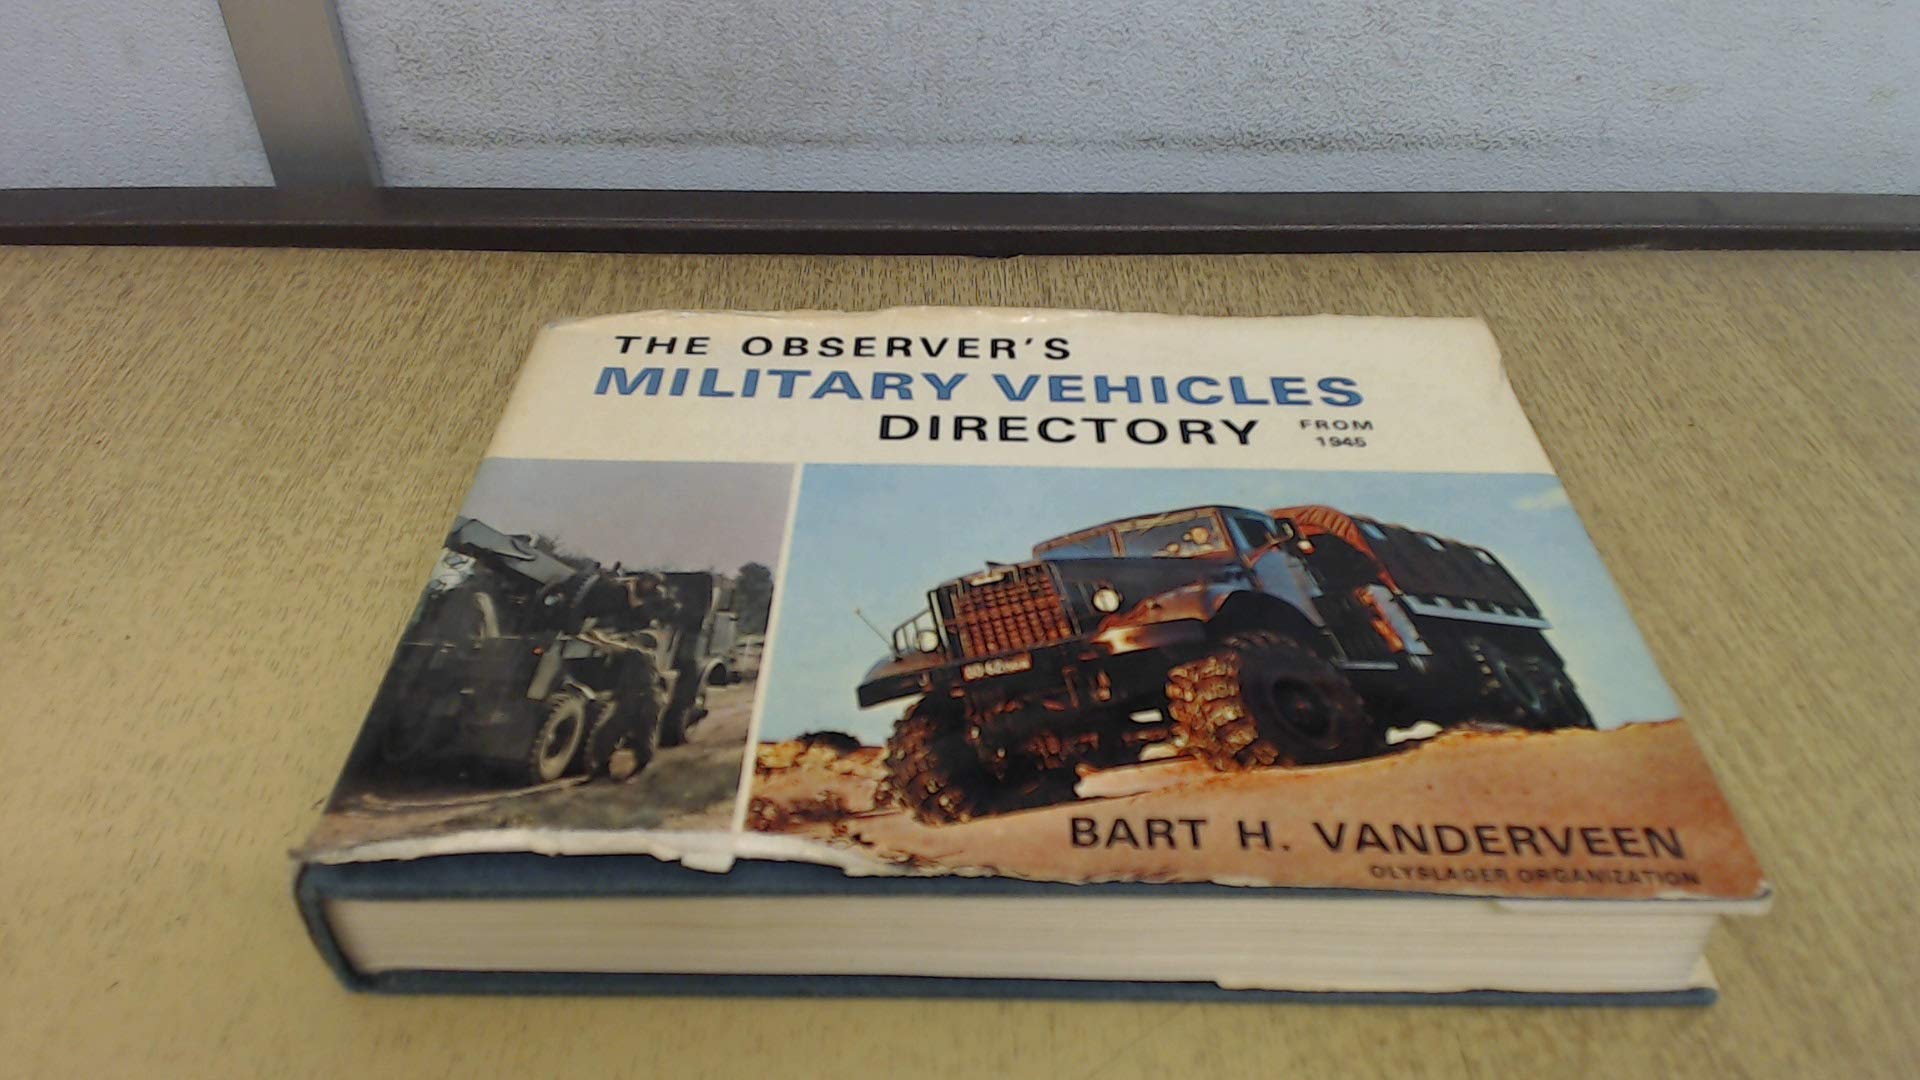 THE OBSERVER'S
MILITARY VEHICLES
DIRECTORY FROM
1945
BART H. VANDERVEEN
OLYSLAGER ORGANIZATION